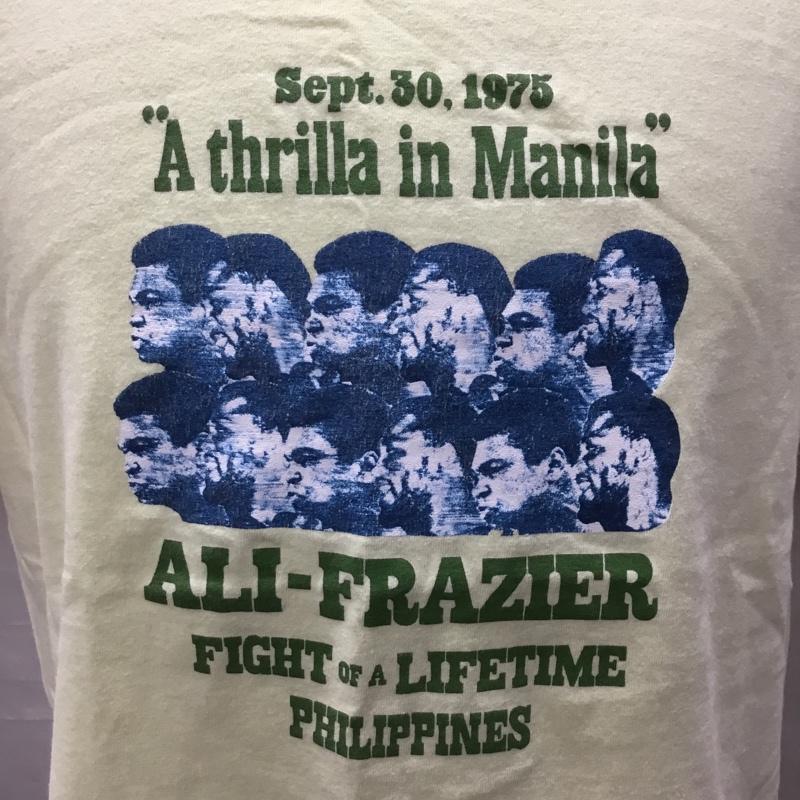 Sept. 30, 1975
"A thrilla in Manila"
ALI-FRAZIER
FIGHT OF A LIFETIME
PHILIPPINES